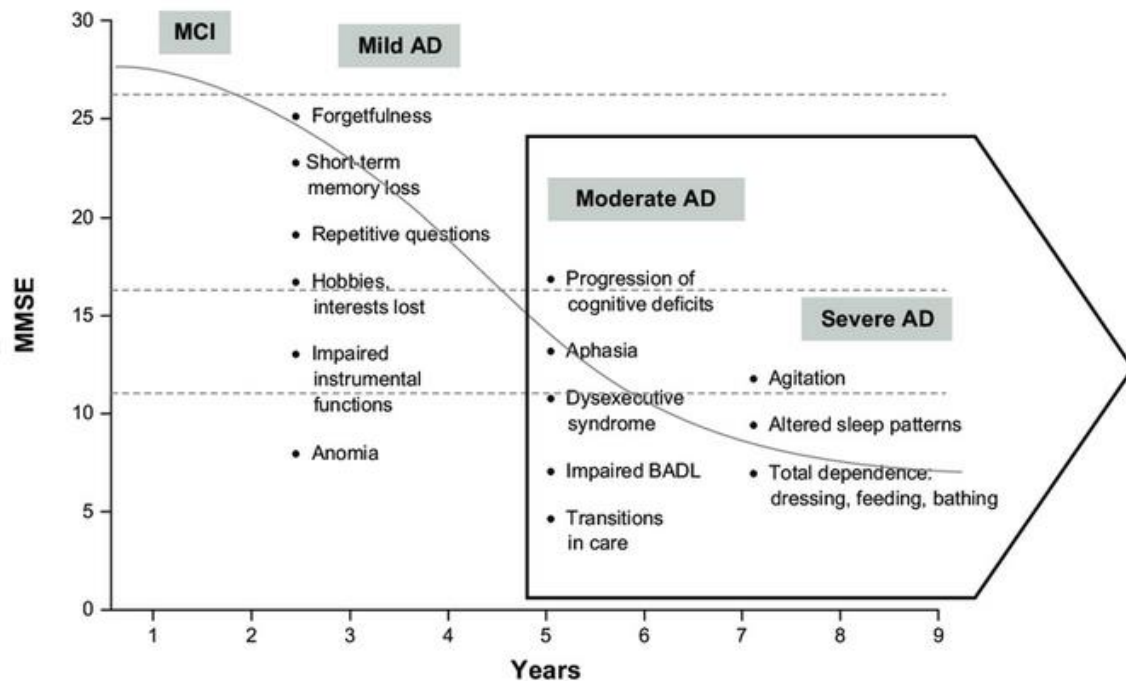 30
25
20
15
10
5
0
MMSE
MCI
Mild AD
• Forgetfulness
• Short term
memory loss
• Repetitive questions
• Hobbies,
interests lost
• Impaired
instrumental
functions
• Anomia
Moderate AD
• Progression of
cognitive deficits
• Aphasia
• Dysexecutive
syndrome
• Impaired BADL
• Transitions
in care
Severe AD
• Agitation
• Altered sleep patterns
• Total dependence:
dressing, feeding, bathing
1 2 3 4 5 6 7 8 9
Years